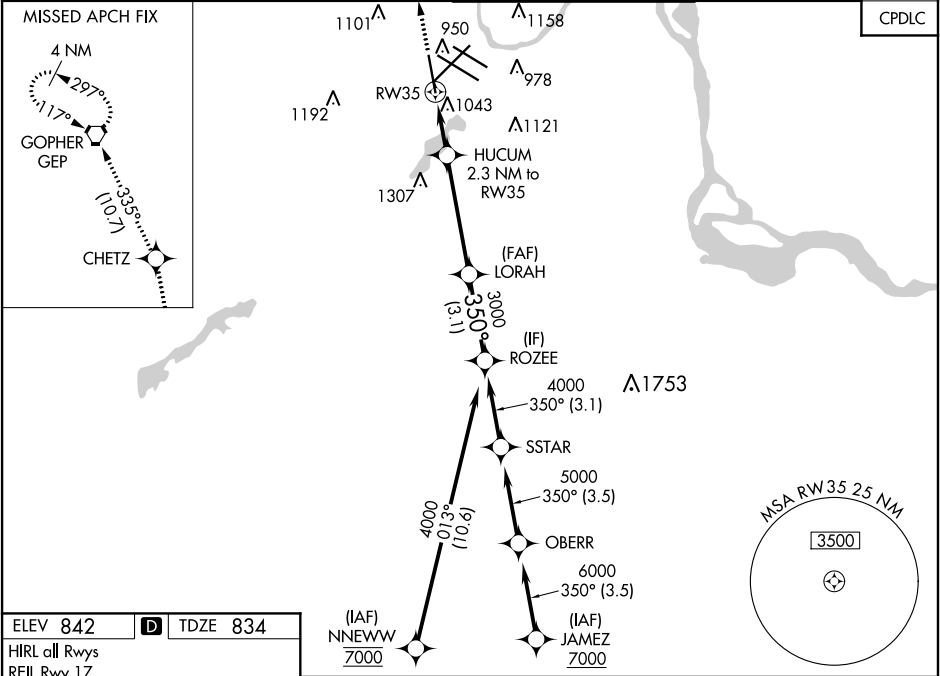 MISSED APCH FIX
4 NM
297°
117°
GOPHER
GEP
335°
(10.7)
CHETZ
1101
950
1158
CPDLC
978
RW35
1192
1043
1121
HUCUM
2.3 NM to
RW35
1307
(FAF)
LORAH
3000
350°
(3.1)
(IF)
ROZEE
4000
350° (3.1)
1753
SSTAR
5000
350° (3.5)
4000
013°
(10.6)
OBERR
6000
350° (3.5)
MSA RW35 25 NM
3500
(IAF)
NNEWW
7000
(IAF)
JAMEZ
7000
ELEV 842 D TDZE 834
HIRL all Rwys
REIL Rwy 17